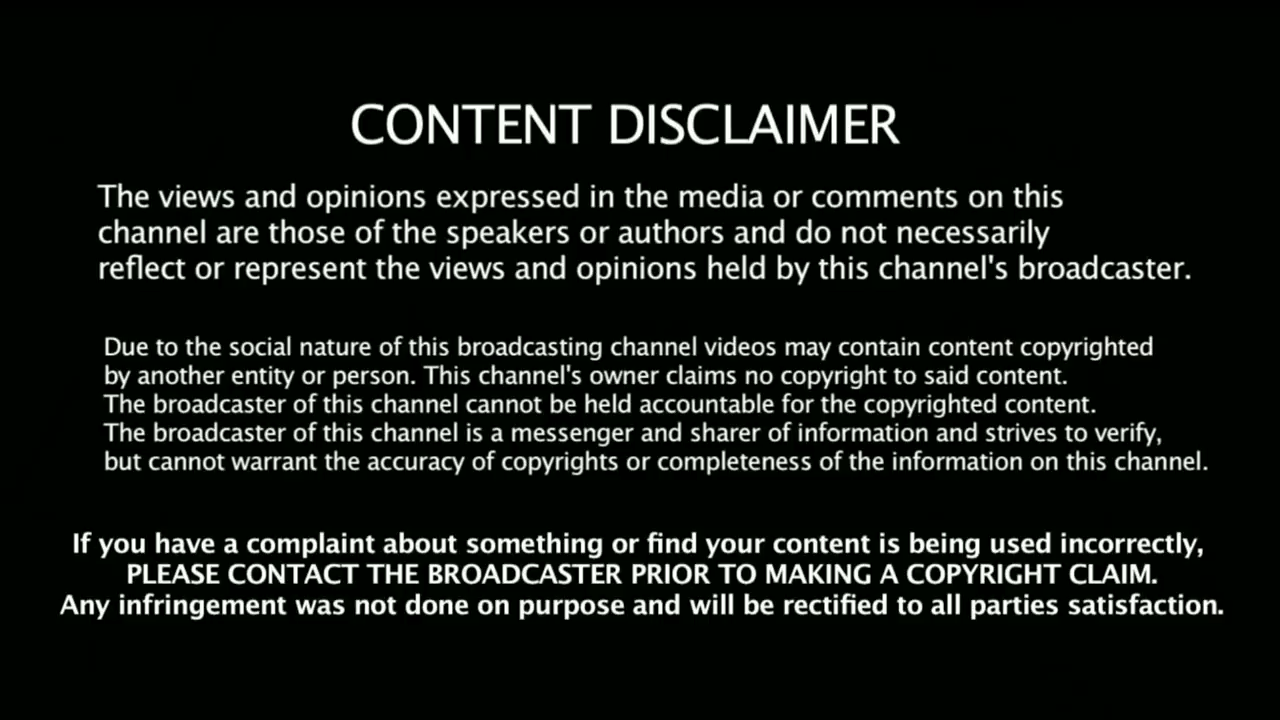 CONTENT DISCLAIMER
The views and opinions expressed in the media or comments on this
channel are those of the speakers or authors and do not necessarily
reflect or represent the views and opinions held by this channel's broadcaster.
Due to the social nature of this broadcasting channel videos may contain content copyrighted
by another entity or person. This channel's owner claims no copyright to said content.
The broadcaster of this channel cannot be held accountable for the copyrighted content.
The broadcaster of this channel is a messenger and sharer of information and strives to verify,
but cannot warrant the accuracy of copyrights or completeness of the information on this channel.
If you have a complaint about something or find your content is being used incorrectly,
PLEASE CONTACT THE BROADCASTER PRIOR TO MAKING A COPYRIGHT CLAIM.
Any infringement was not done on purpose and will be rectified to all parties satisfaction.